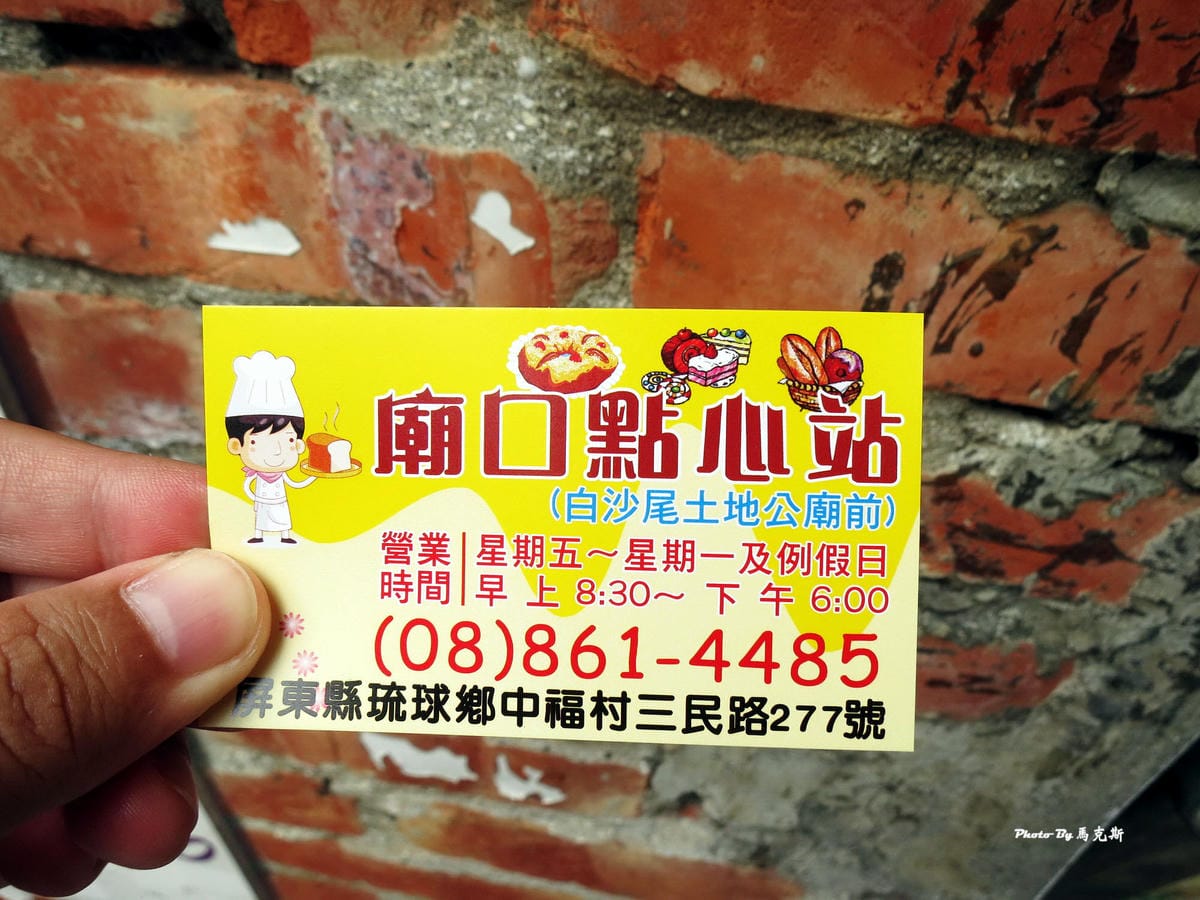 廟口點心站
(白沙尾土地公廟前)
營業時間
星期五～星期一及例假日
早上 8:30～ 下午 6:00
(08)861-4485
屏東縣琉球鄉中福村三民路277號
Photo By 馬克斯